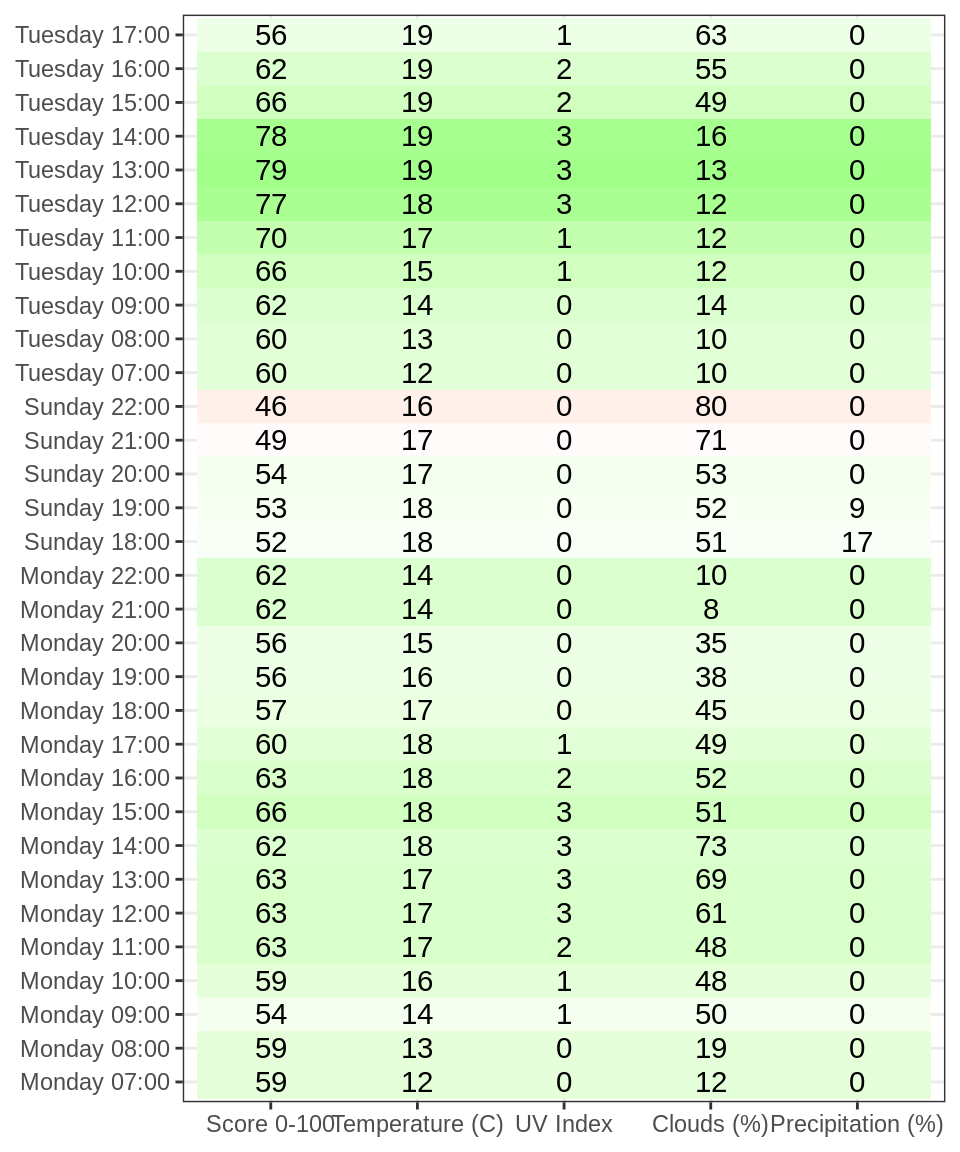 Tuesday 17:00 56 19 1 63 0
Tuesday 16:00 62 19 2 55 0
Tuesday 15:00 66 19 2 49 0
Tuesday 14:00 78 19 3 16 0
Tuesday 13:00 79 19 3 13 0
Tuesday 12:00 77 18 3 12 0
Tuesday 11:00 70 17 1 12 0
Tuesday 10:00 66 15 1 12 0
Tuesday 09:00 62 14 0 14 0
Tuesday 08:00 60 13 0 10 0
Tuesday 07:00 60 12 0 10 0
Sunday 22:00 46 16 0 80 0
Sunday 21:00 49 17 0 71 0
Sunday 20:00 54 17 0 53 0
Sunday 19:00 53 18 0 52 9
Sunday 18:00 52 18 0 51 17
Monday 22:00 62 14 0 10 0
Monday 21:00 62 14 0 8 0
Monday 20:00 56 15 0 35 0
Monday 19:00 56 16 0 38 0
Monday 18:00 57 17 0 45 0
Monday 17:00 60 18 1 49 0
Monday 16:00 63 18 2 52 0
Monday 15:00 66 18 3 51 0
Monday 14:00 62 18 3 73 0
Monday 13:00 63 17 3 69 0
Monday 12:00 63 17 3 61 0
Monday 11:00 63 17 2 48 0
Monday 10:00 59 16 1 48 0
Monday 09:00 54 14 1 50 0
Monday 08:00 59 13 0 19 0
Monday 07:00 59 12 0 12 0
Score 0-100 Temperature (C) UV Index Clouds (%) Precipitation (%)